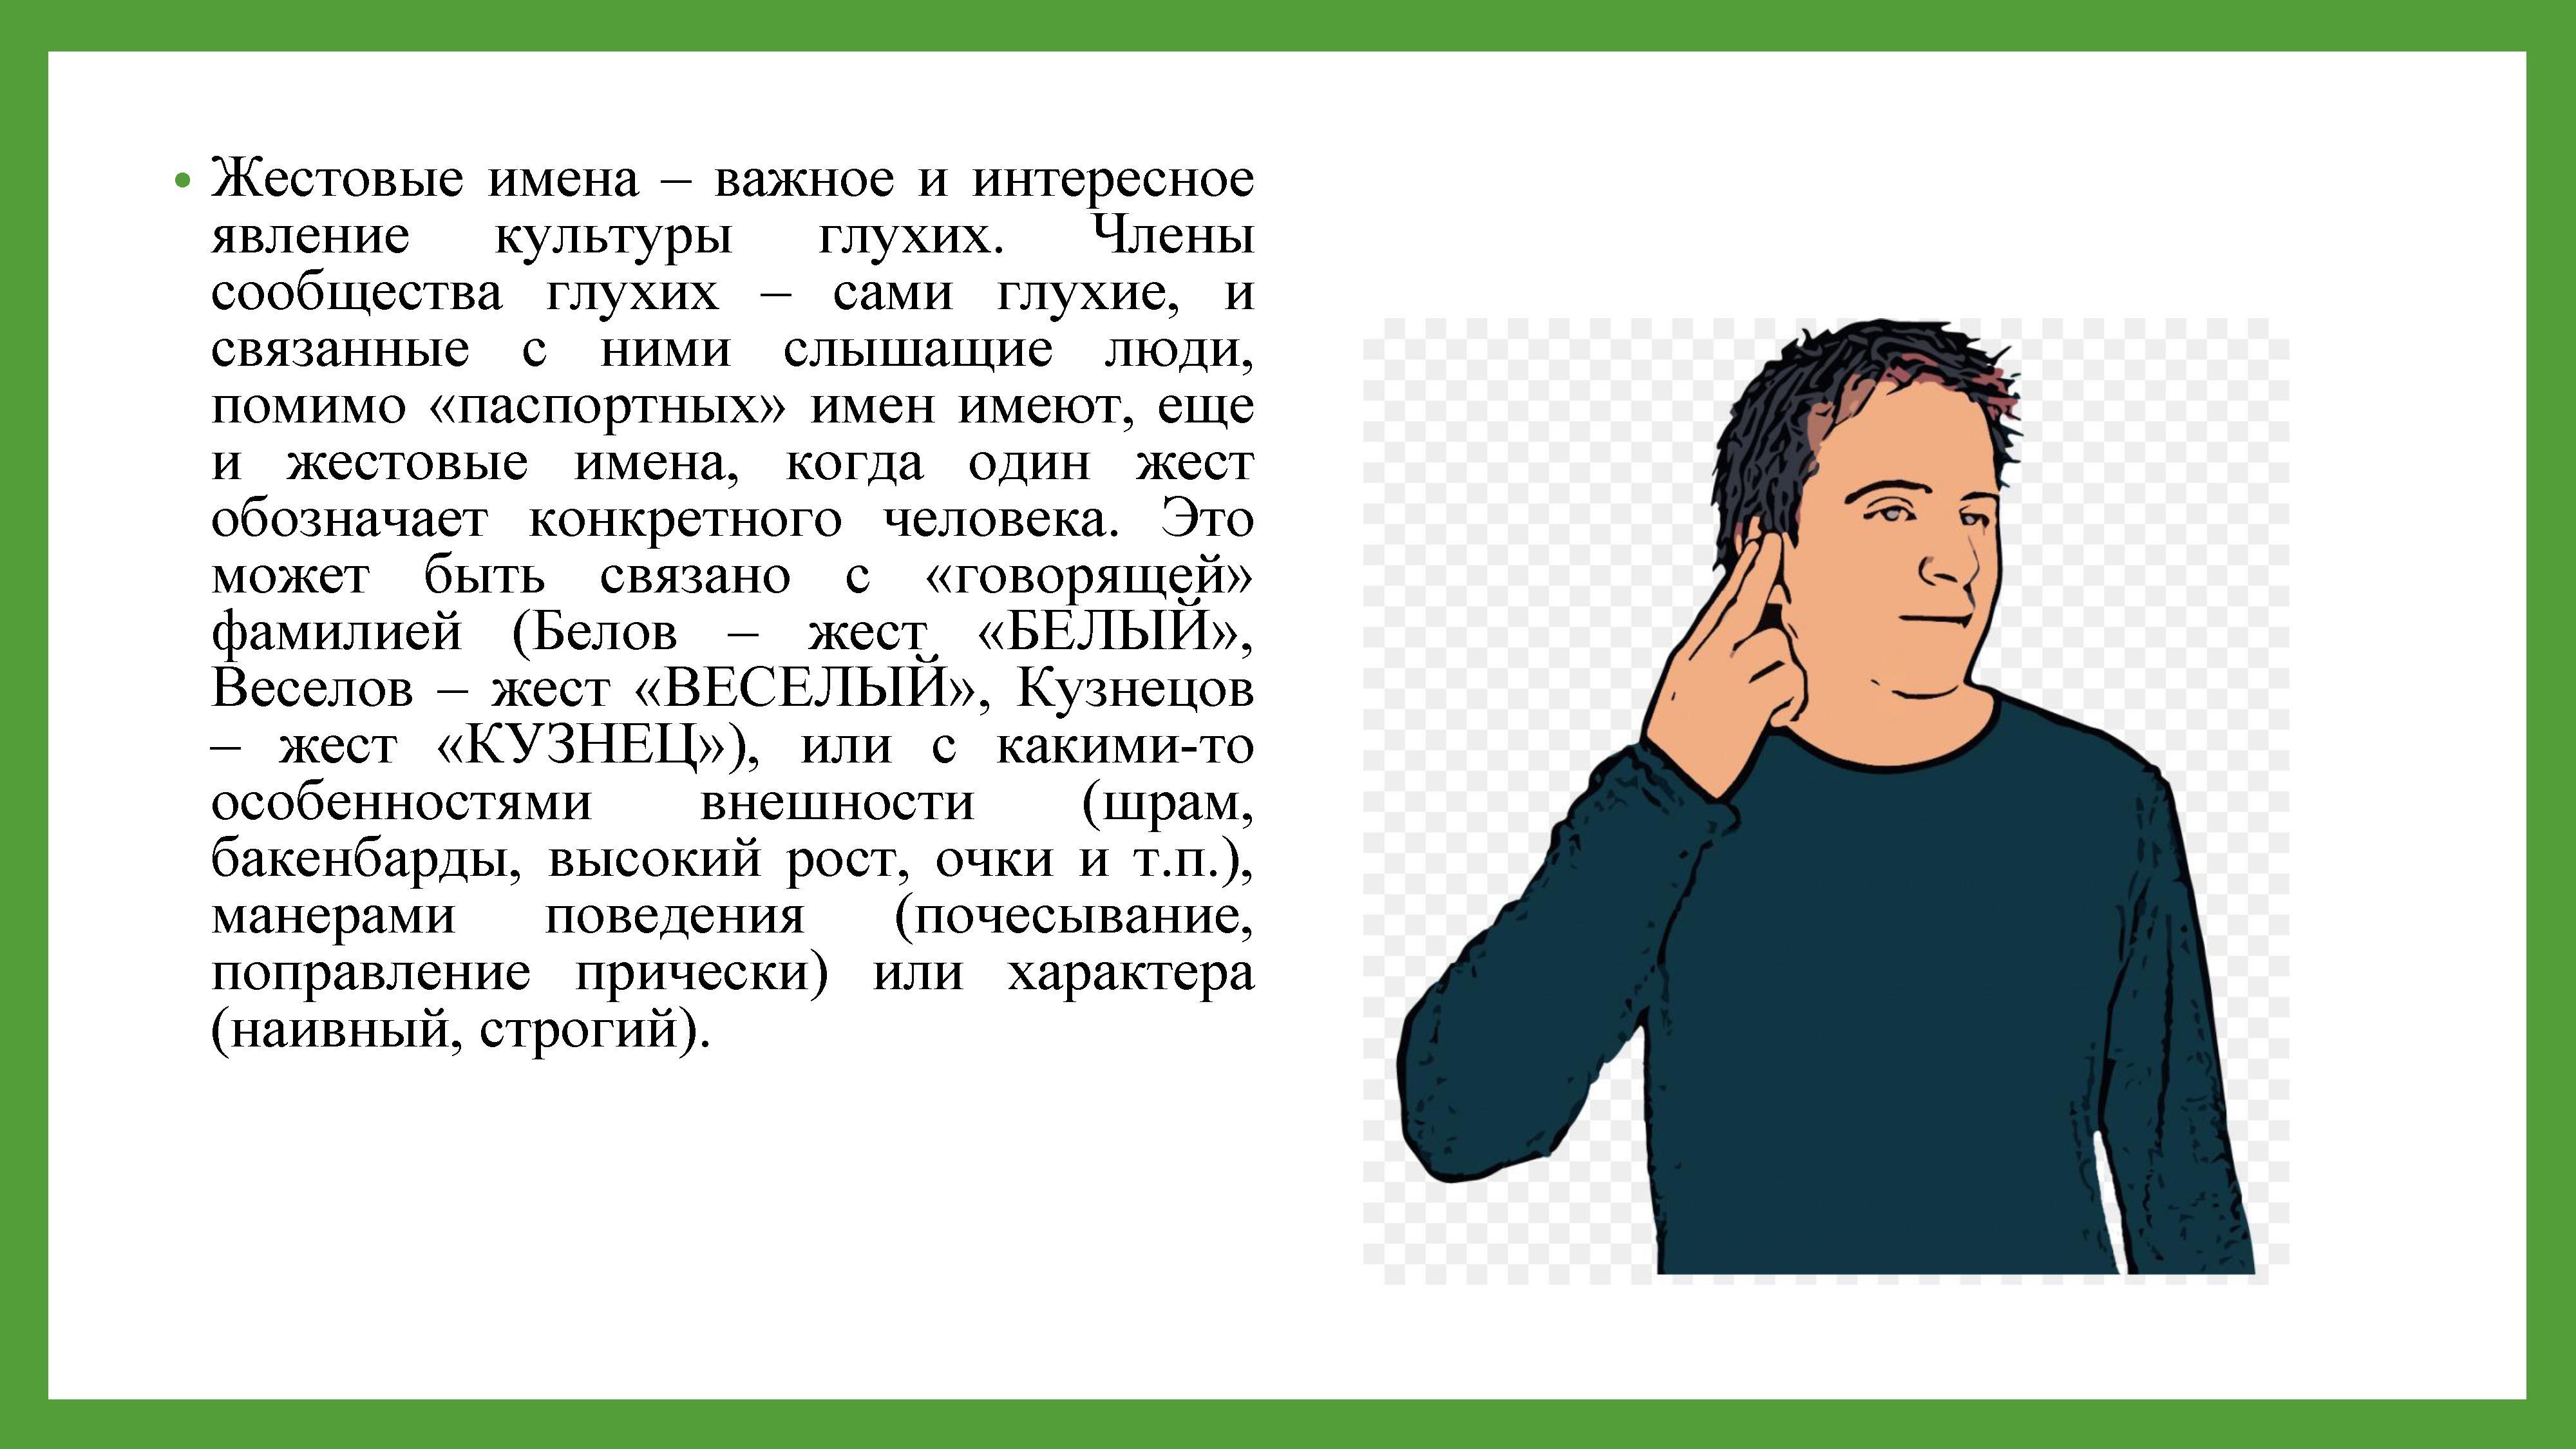 • Жестовые имена – важное и интересное
явление культуры глухих. Члены
сообщества глухих – сами глухие, и
связанные с ними слышащие люди,
помимо «паспортных» имен имеют, еще
и жестовые имена, когда один жест
обозначает конкретного человека. Это
может быть связано с «говорящей»
фамилией (Белов – жест «БЕЛЫЙ»,
Веселов – жест «ВЕСЕЛЫЙ», Кузнецов
– жест «КУЗНЕЦ»), или с какими-то
особенностями внешности (шрам,
бакенбарды, высокий рост, очки и т.п.),
манерами поведения (почесывание,
поправление прически) или характера
(наивный, строгий).